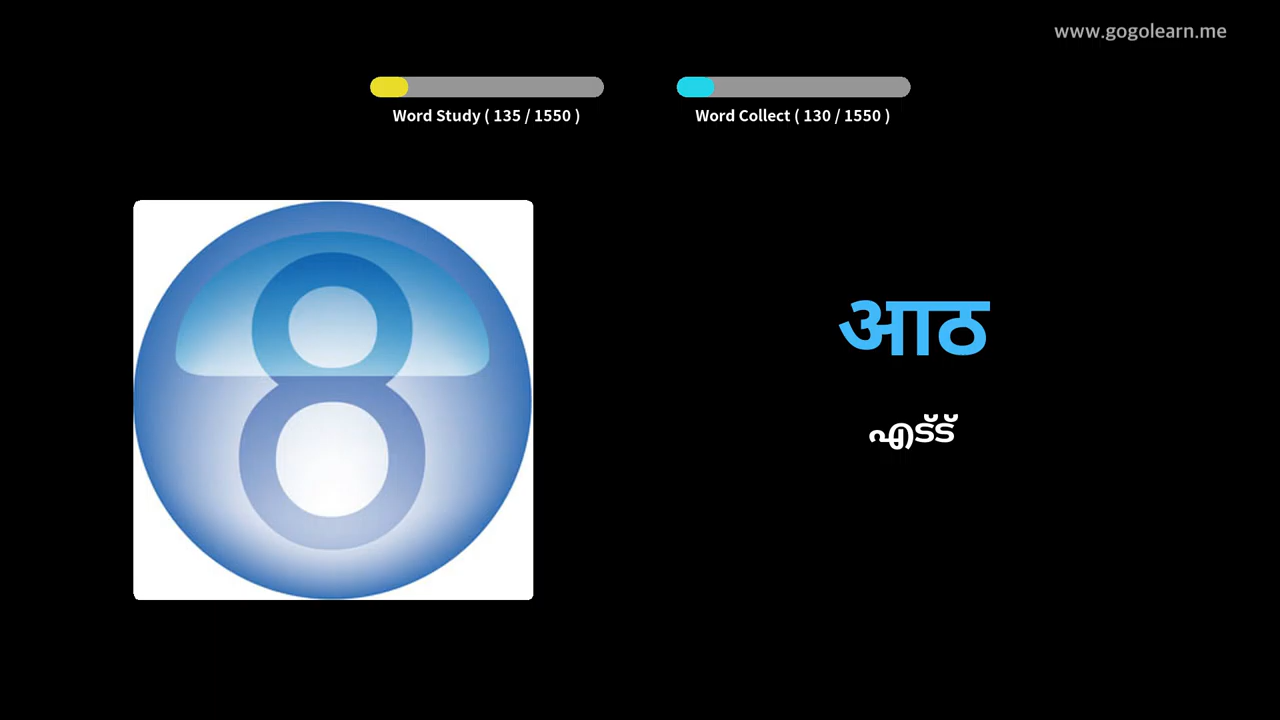 www.gogolearn.me
Word Study ( 135 / 1550 )
Word Collect ( 130 / 1550 )
8
आठ
എട്ട്